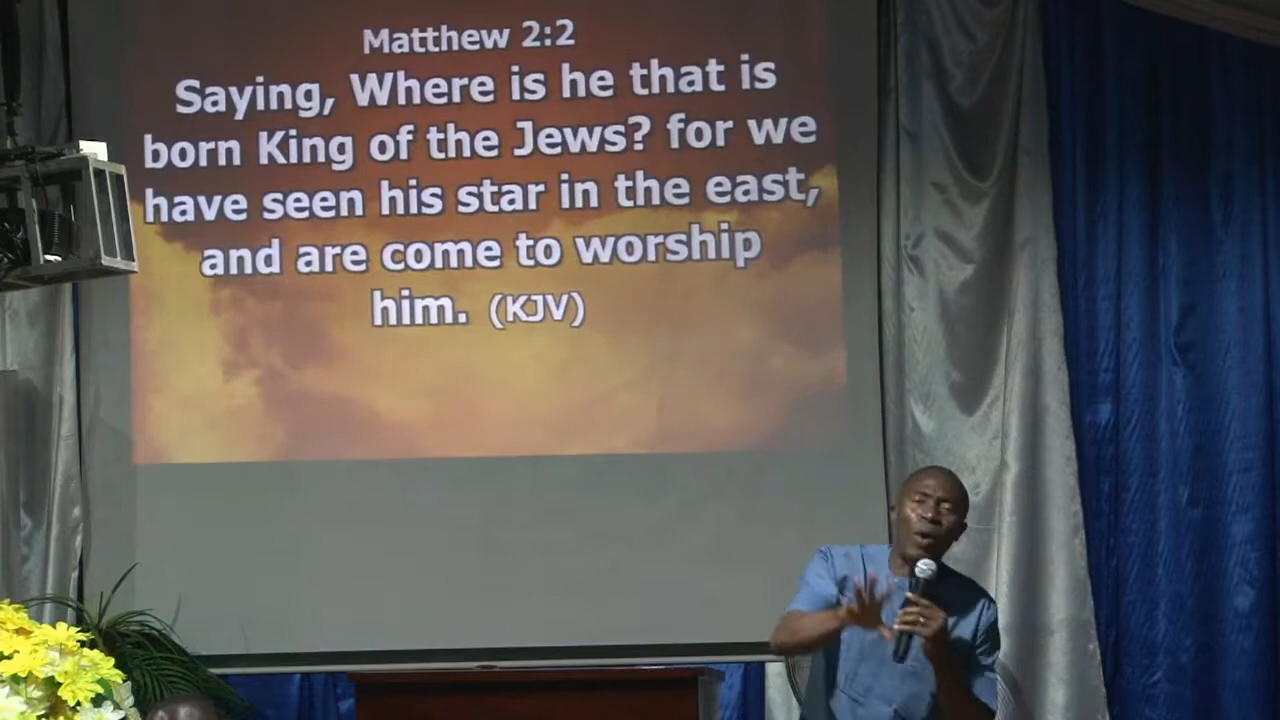 Matthew 2:2
Saying, Where is he that is
born King of the Jews? for we
have seen his star in the east,
and are come to worship
him. (KJV)